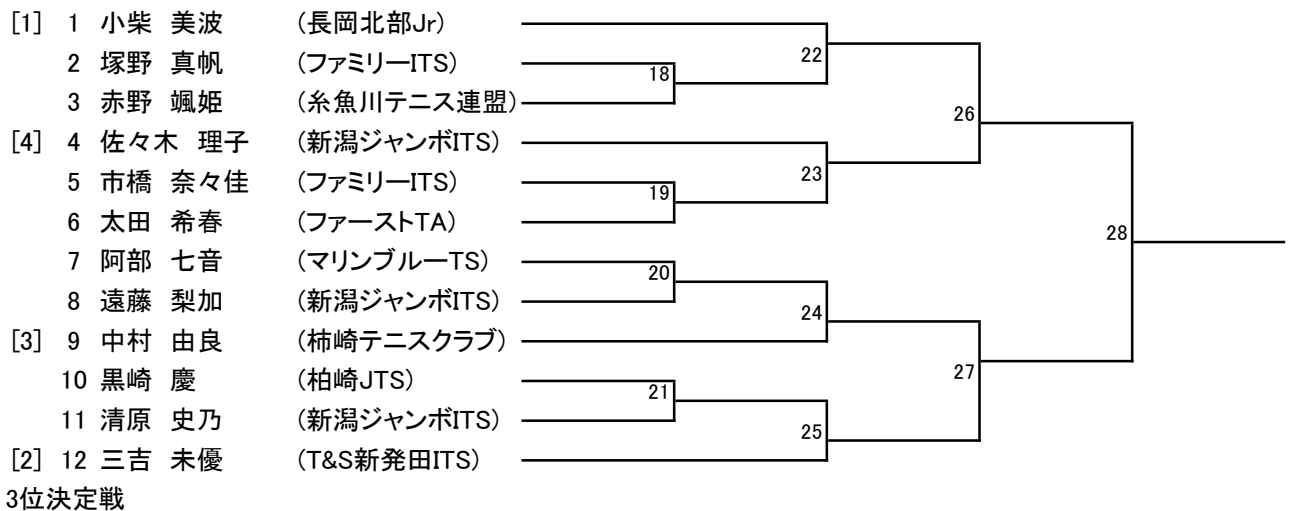 [1] 1 小柴 美波 (長岡北部Jr)
22
2 塚野 真帆 (ファミリーITS)
18
3 赤野 颯姫 (糸魚川テニス連盟)
26
[4] 4 佐々木 理子 (新潟ジャンボITS)
23
5 市橋 奈々佳 (ファミリーITS)
19
6 太田 希春 (ファーストTA)
28
7 阿部 七音 (マリンブルーTS)
20
8 遠藤 梨加 (新潟ジャンボITS)
24
[3] 9 中村 由良 (柿崎テニスクラブ)
27
10 黒崎 慶 (柏崎JTS)
21
11 清原 史乃 (新潟ジャンボITS)
25
[2] 12 三吉 未優 (T&S新発田ITS)
3位決定戦